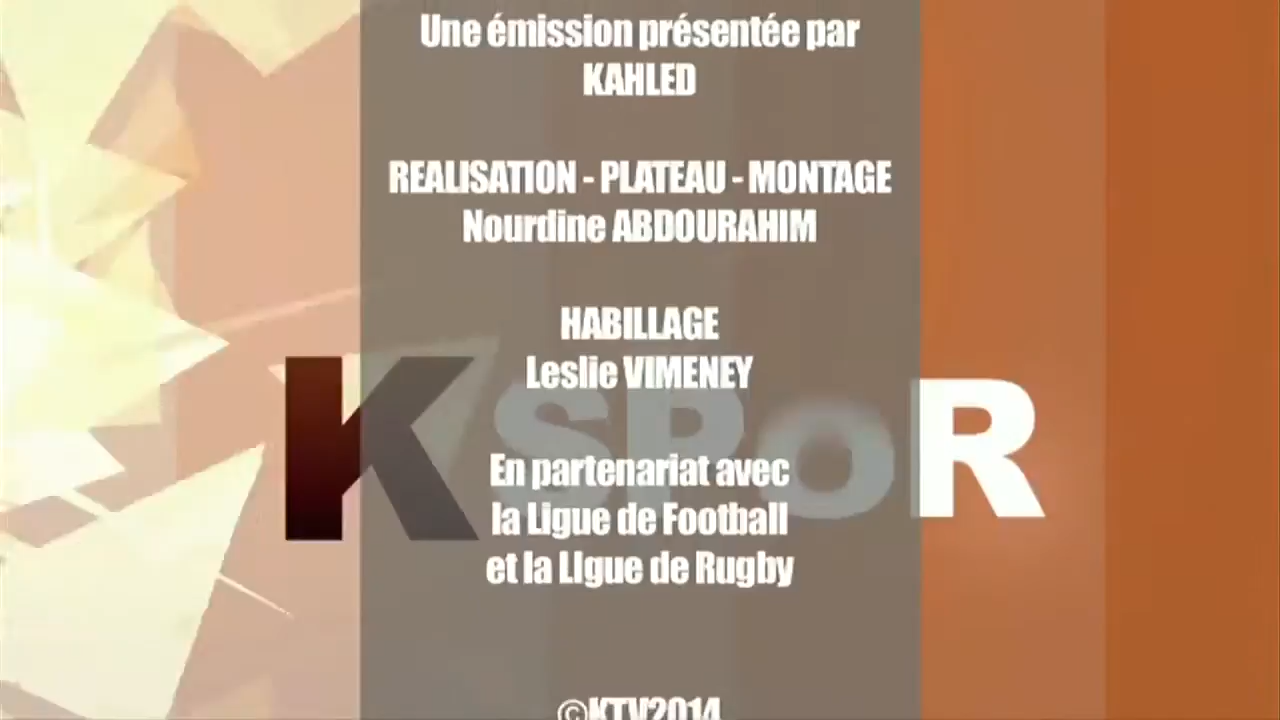 Une émission présentée par
KAHLED
REALISATION - PLATEAU - MONTAGE
Nourdine ABDOURAHIM
HABILLAGE
Leslie VIMENEY
K SPoR
En partenariat avec
la Ligue de Football
et la LIgue de Rugby
©KTV2014